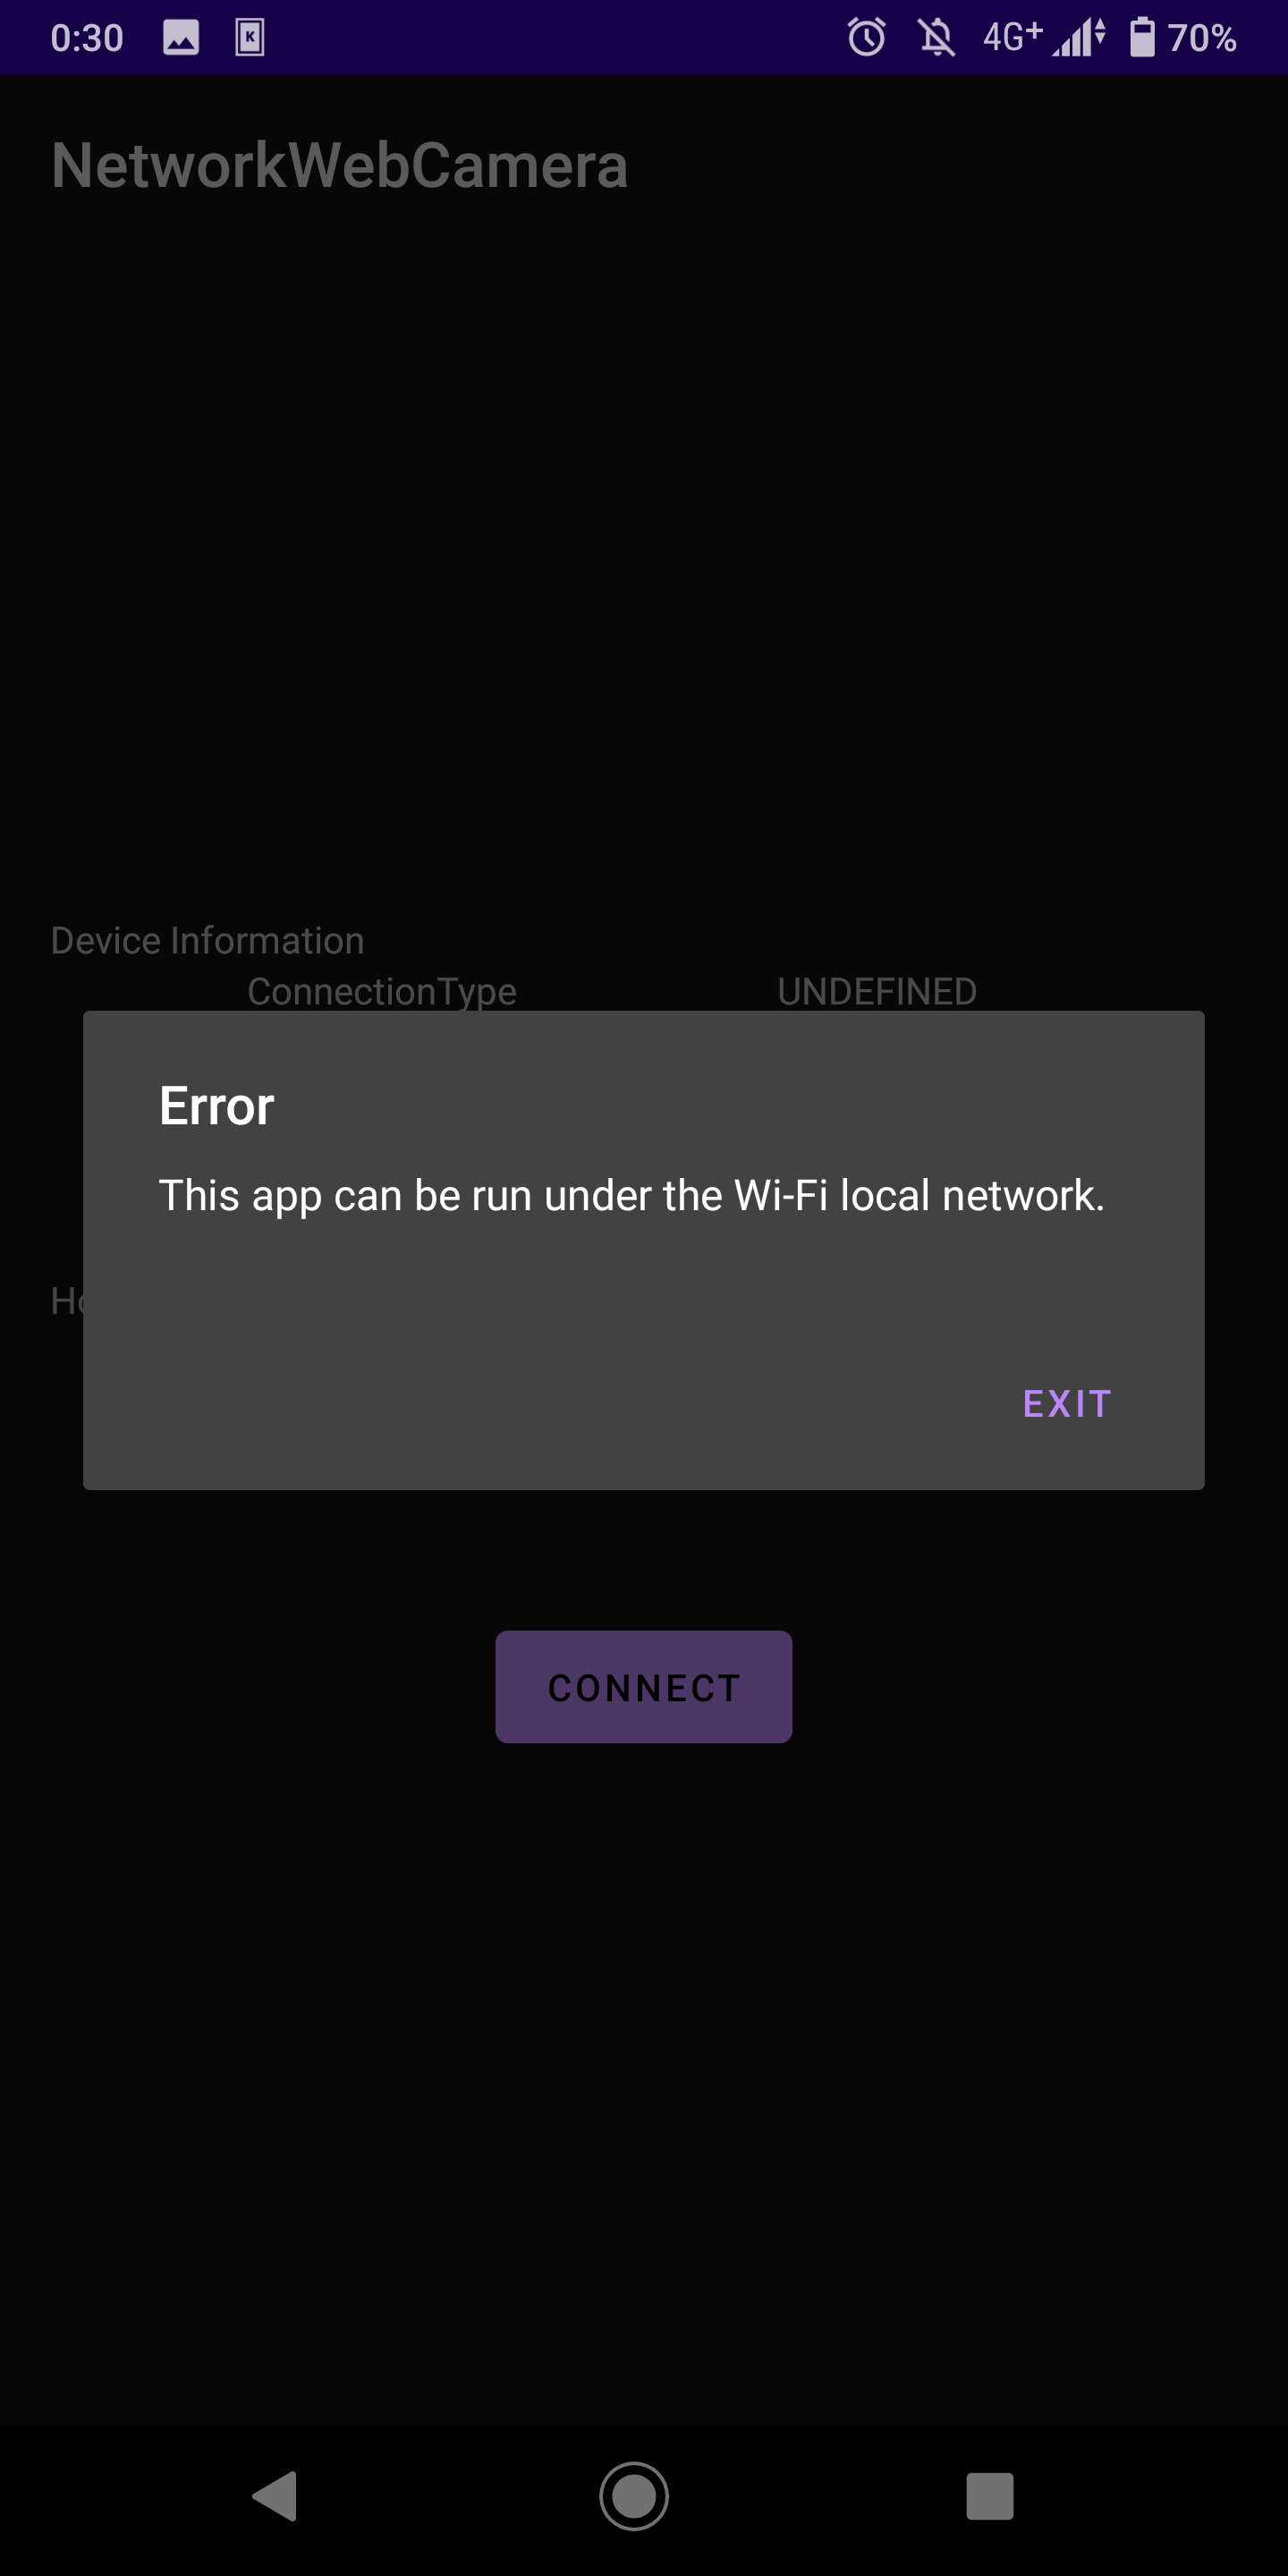 0:30 K 4G+ 70%
NetworkWebCamera
Device Information
ConnectionType UNDEFINED
Error
This app can be run under the Wi-Fi local network.
EXIT
CONNECT